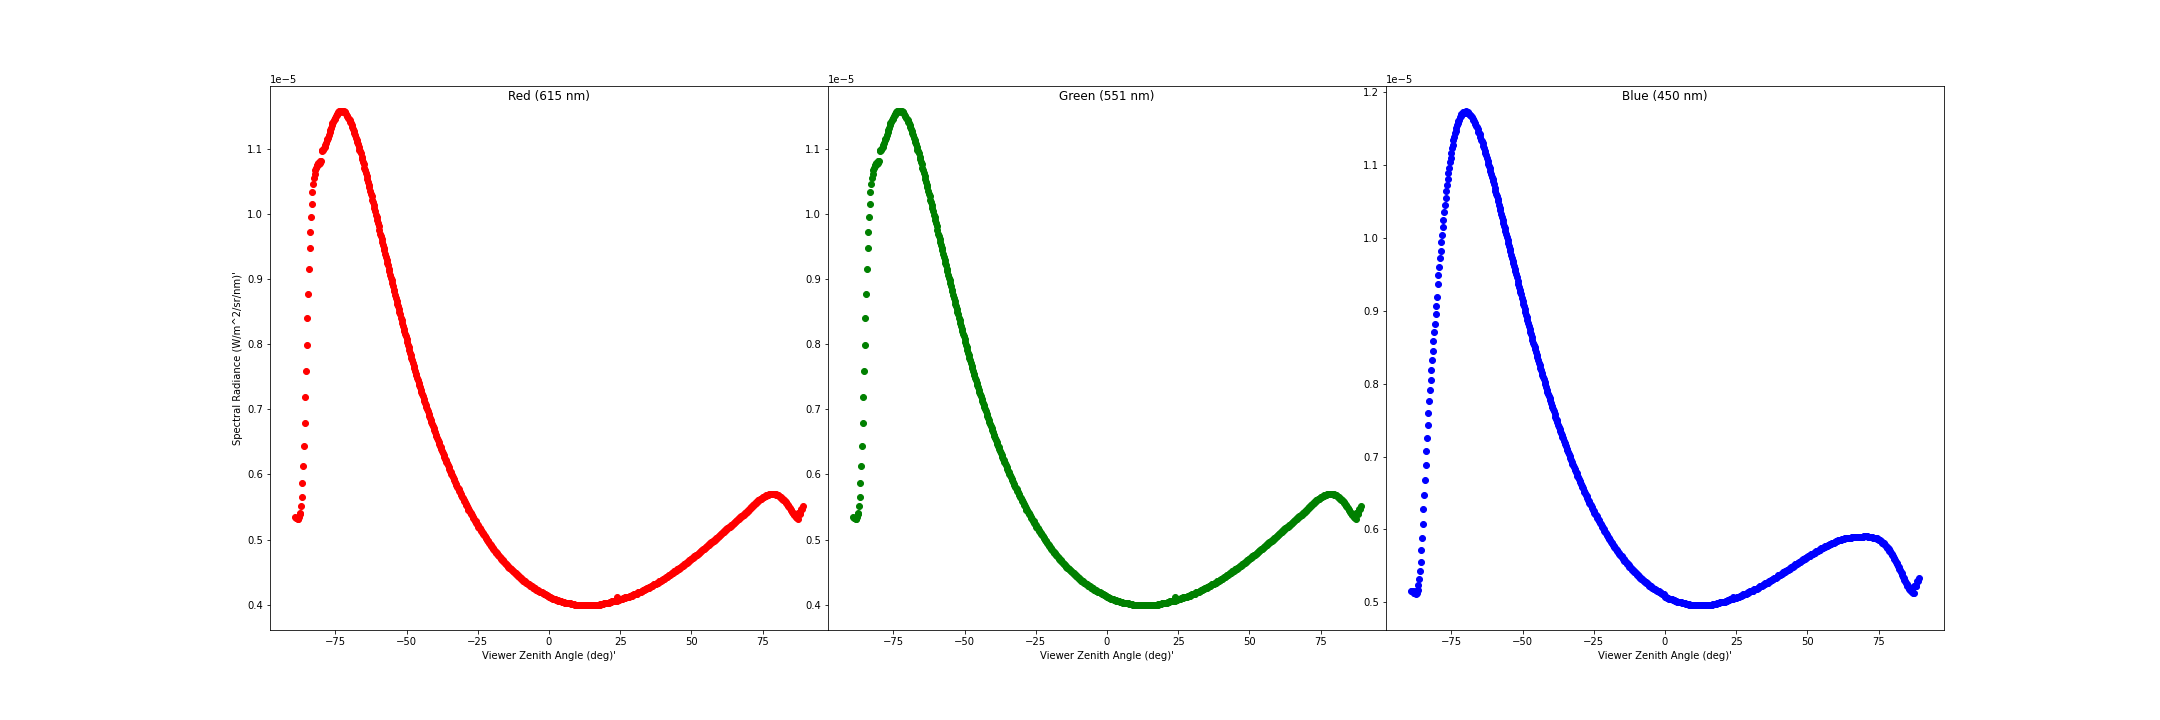 1e−5 1e−5 1e−5
Red (615 nm) Green (551 nm) Blue (450 nm)
Spectral Radiance (W/m^2/sr/nm)'
1.1
1.0
0.9
0.8
0.7
0.6
0.5
0.4
−75 −50 −25 0 25 50 75
Viewer Zenith Angle (deg)'
1.1
1.0
0.9
0.8
0.7
0.6
0.5
0.4
−75 −50 −25 0 25 50 75
Viewer Zenith Angle (deg)'
1.2
1.1
1.0
0.9
0.8
0.7
0.6
0.5
−75 −50 −25 0 25 50 75
Viewer Zenith Angle (deg)'